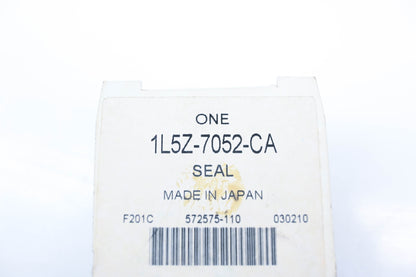 ONE
1L5Z-7052-CA
SEAL
MADE IN JAPAN
F201C 572575-110 030210